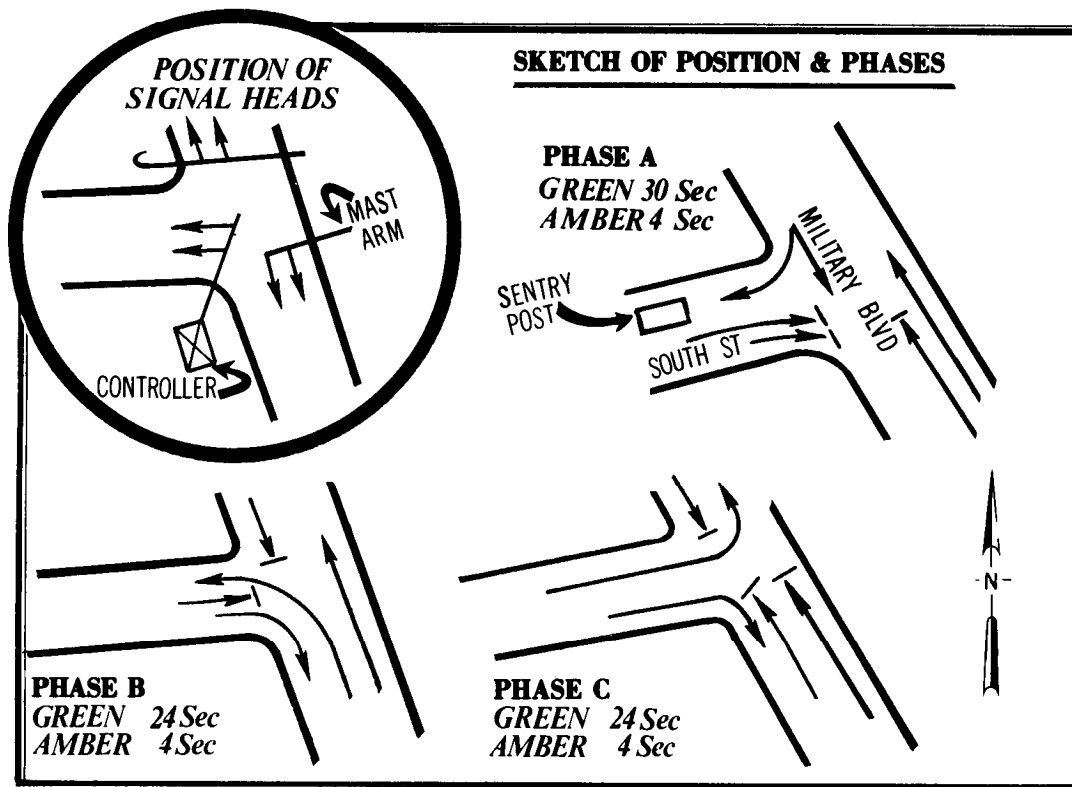 POSITION OF
SIGNAL HEADS
MAST
ARM
CONTROLLER
SKETCH OF POSITION & PHASES
PHASE A
GREEN 30 Sec
AMBER 4 Sec
MILITARY BLVD
SENTRY
POST
SOUTH ST
PHASE B
GREEN 24 Sec
AMBER 4 Sec
PHASE C
GREEN 24 Sec
AMBER 4 Sec
N